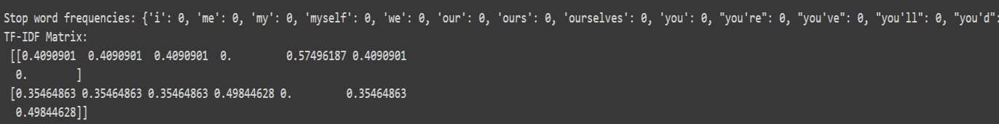 Stop word frequencies: {'i': 0, 'me': 0, 'my': 0, 'myself': 0, 'we': 0, 'our': 0, 'ours': 0, 'ourselves': 0, 'you': 0, "you're": 0, "you've": 0, "you'll": 0, "you'd":
TF-IDF Matrix:
[[0.4090901 0.4090901 0.4090901 0. 0.57496187 0.4090901
0. ]
[0.35464863 0.35464863 0.35464863 0.49844628 0. 0.35464863
0.49844628]]